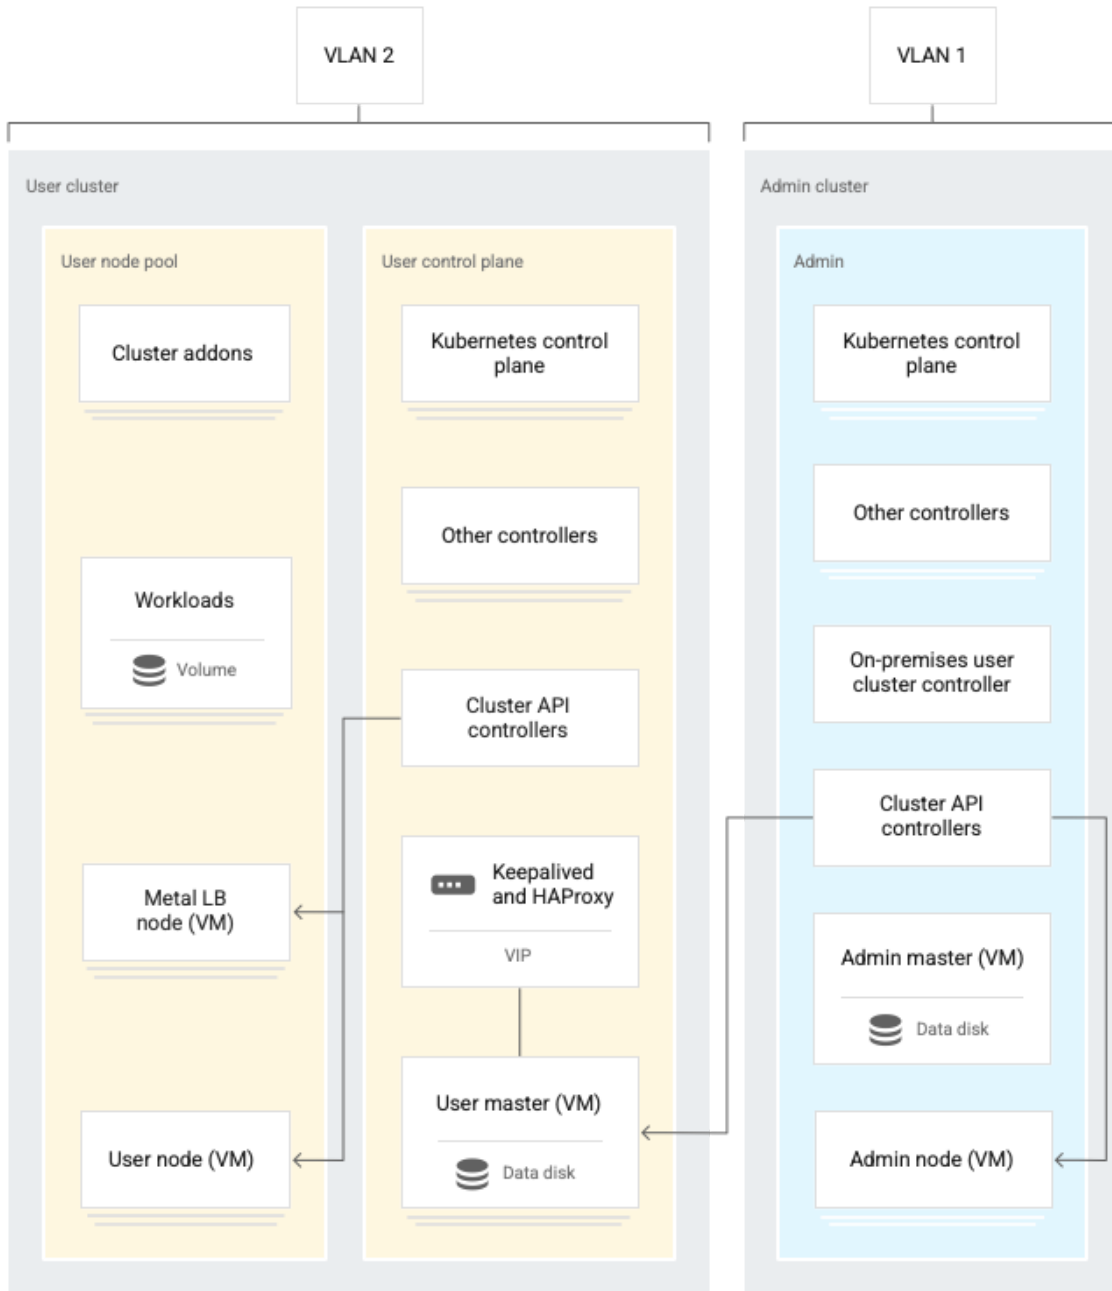 VLAN 2
VLAN 1
User cluster
User node pool
Cluster addons
Workloads
Volume
Metal LB
node (VM)
User node (VM)
User control plane
Kubernetes control
plane
Other controllers
Cluster API
controllers
Keepalived
and HAProxy
VIP
User master (VM)
Data disk
Admin cluster
Admin
Kubernetes control
plane
Other controllers
On-premises user
cluster controller
Cluster API
controllers
Admin master (VM)
Data disk
Admin node (VM)